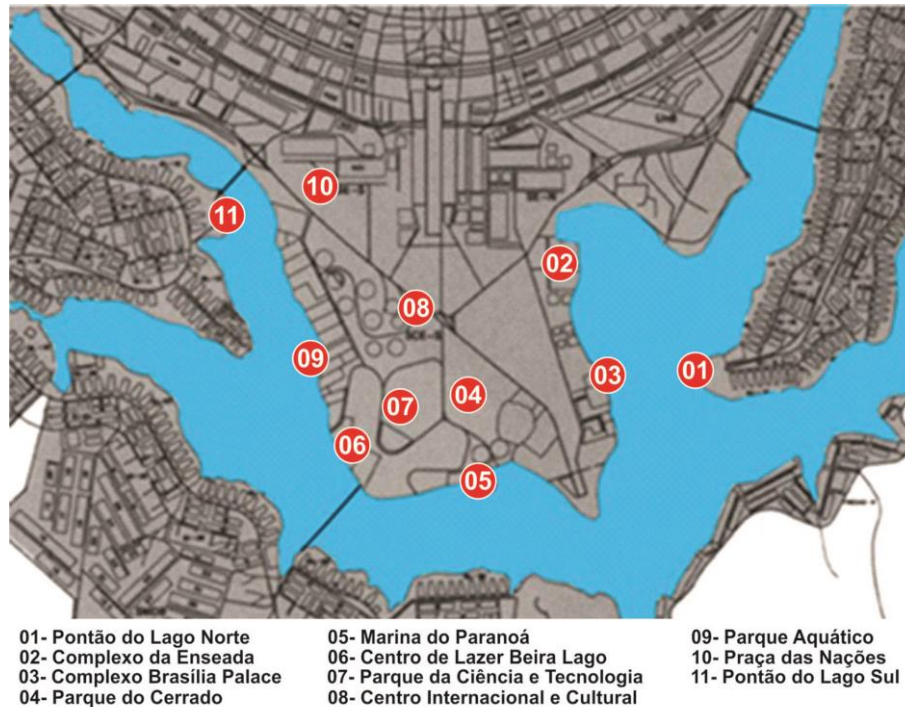 10
11
02
08
09
03
01
04
07
06
05
01- Pontão do Lago Norte
02- Complexo da Enseada
03- Complexo Brasília Palace
04- Parque do Cerrado
05- Marina do Paranoá
06- Centro de Lazer Beira Lago
07- Parque da Ciência e Tecnologia
08- Centro Internacional e Cultural
09- Parque Aquático
10- Praça das Nações
11- Pontão do Lago Sul